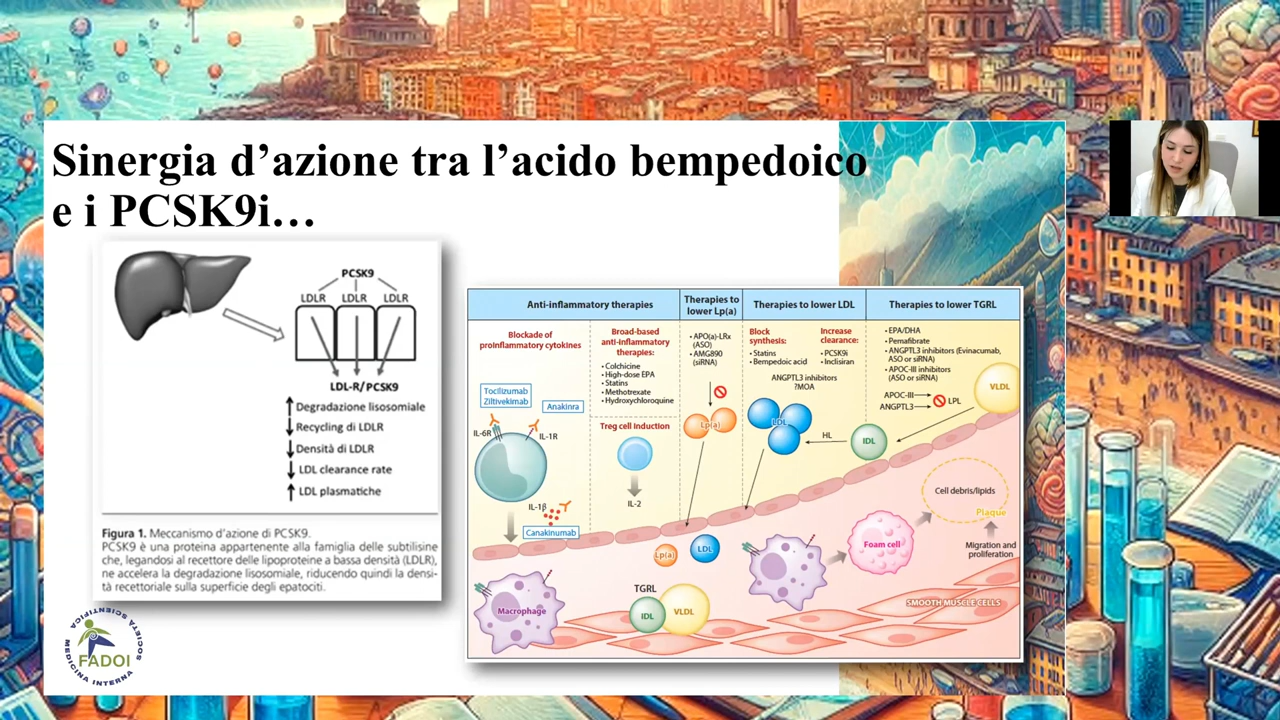 Sinergia d’azione tra l’acido bempedoico
e i PCSK9i…
PCSK9
LDLR LDLR LDLR
LDL-R/PCSK9
Degradazione lisosomiale
Recycling di LDLR
Densità di LDLR
LDL clearance rate
LDL plasmatiche
Figura 1. Meccanismo d'azione di PCSK9.
PCSK9 è una proteina appartenente alla famiglia delle subtilisine
che, legandosi al recettore delle lipoproteine a bassa densità (LDLR),
ne accelera la degradazione lisosomiale, riducendo quindi la densi-
tà recettoriale sulla superficie degli epatociti.
SOCIETÀ SCIENTIFICA
MEDICINA INTERNA
FADOI
Anti-inflammatory therapies
Blockade of
proinflammatory cytokines
Tocilizumab
Ziltivekimab
Anakinra
IL-6R
IL-1R
IL-1β
Canakinumab
Broad-based
anti-inflammatory
therapies:
• Colchicine
• High-dose EPA
• Statins
• Methotrexate
• Hydroxychloroquine
Treg cell induction
IL-2
Therapies to
lower Lp(a)
• APO(a)-LRx
(ASO)
• AMG890
(siRNA)
Lp(a)
Therapies to lower LDL
Block
synthesis:
• Statins
• Bempedoic acid
Increase
clearance:
• PCSK9i
• Inclisiran
ANGPTL3 inhibitors
?MOA
LDL
HL
IDL
Therapies to lower TGRL
• EPA/DHA
• Pemafibrate
• ANGPTL3 inhibitors (Evinacumab,
ASO or siRNA)
• APOC-III inhibitors
(ASO or siRNA)
APOC-III
ANGPTL3
LPL
VLDL
Cell debris/lipids
Plaque
Migration and
proliferation
Foam cell
Lp(a)
LDL
Macrophage
TGRL
IDL
VLDL
SMOOTH MUSCLE CELLS